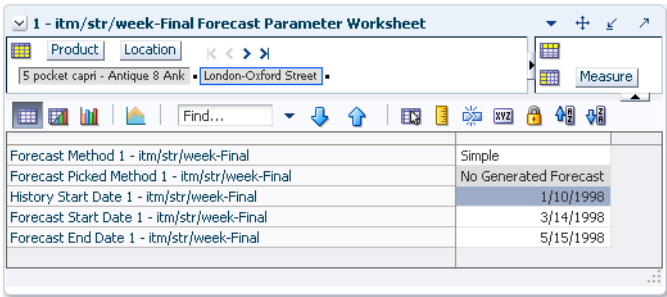 1 - itm/str/week-Final Forecast Parameter Worksheet
Product Location
5 pocket capri - Antique 8 Ank London-Oxford Street
Measure
Find... XYZ
Forecast Method 1 - itm/str/week-Final Simple
Forecast Picked Method 1 - itm/str/week-Final No Generated Forecast
History Start Date 1 - itm/str/week-Final 1/10/1998
Forecast Start Date 1 - itm/str/week-Final 3/14/1998
Forecast End Date 1 - itm/str/week-Final 5/15/1998